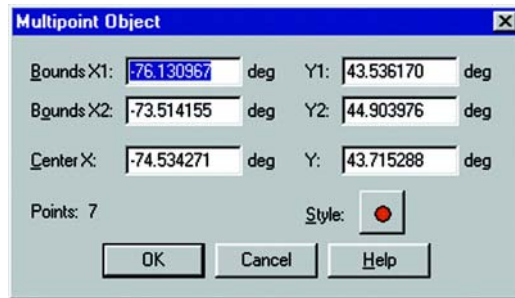 Multipoint Object
Bounds X1: -76.130967 deg Y1: 43.536170 deg
Bounds X2: -73.514155 deg Y2: 44.903976 deg
Center X: -74.534271 deg Y: 43.715288 deg
Points: 7 Style:
OK Cancel Help